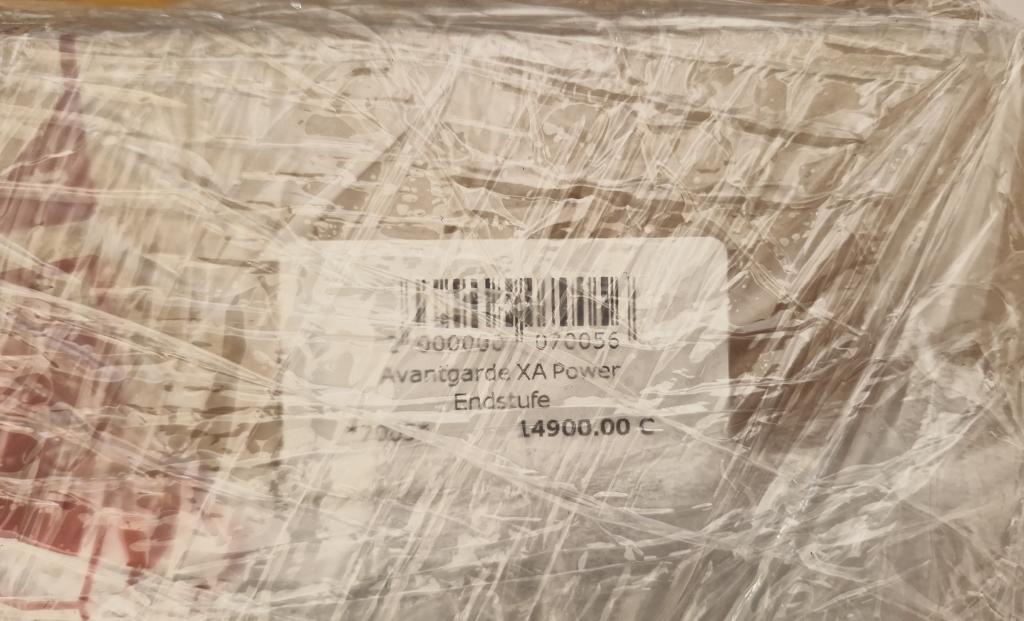 000000 070056
Avantgarde XA Power
Endstufe
14900.00 C